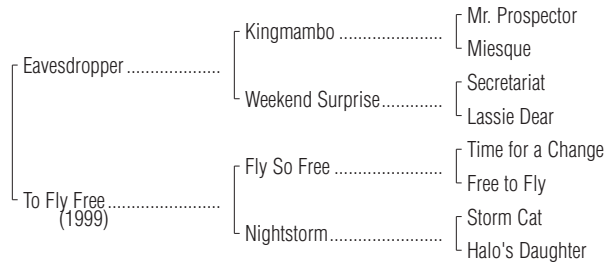 Mr. Prospector
Kingmambo ..................
Miesque
Eavesdropper ....................
Secretariat
Weekend Surprise.............
Lassie Dear
Time for a Change
Fly So Free .....................
Free to Fly
To Fly Free........................
(1999)
Storm Cat
Nightstorm........................
Halo's Daughter